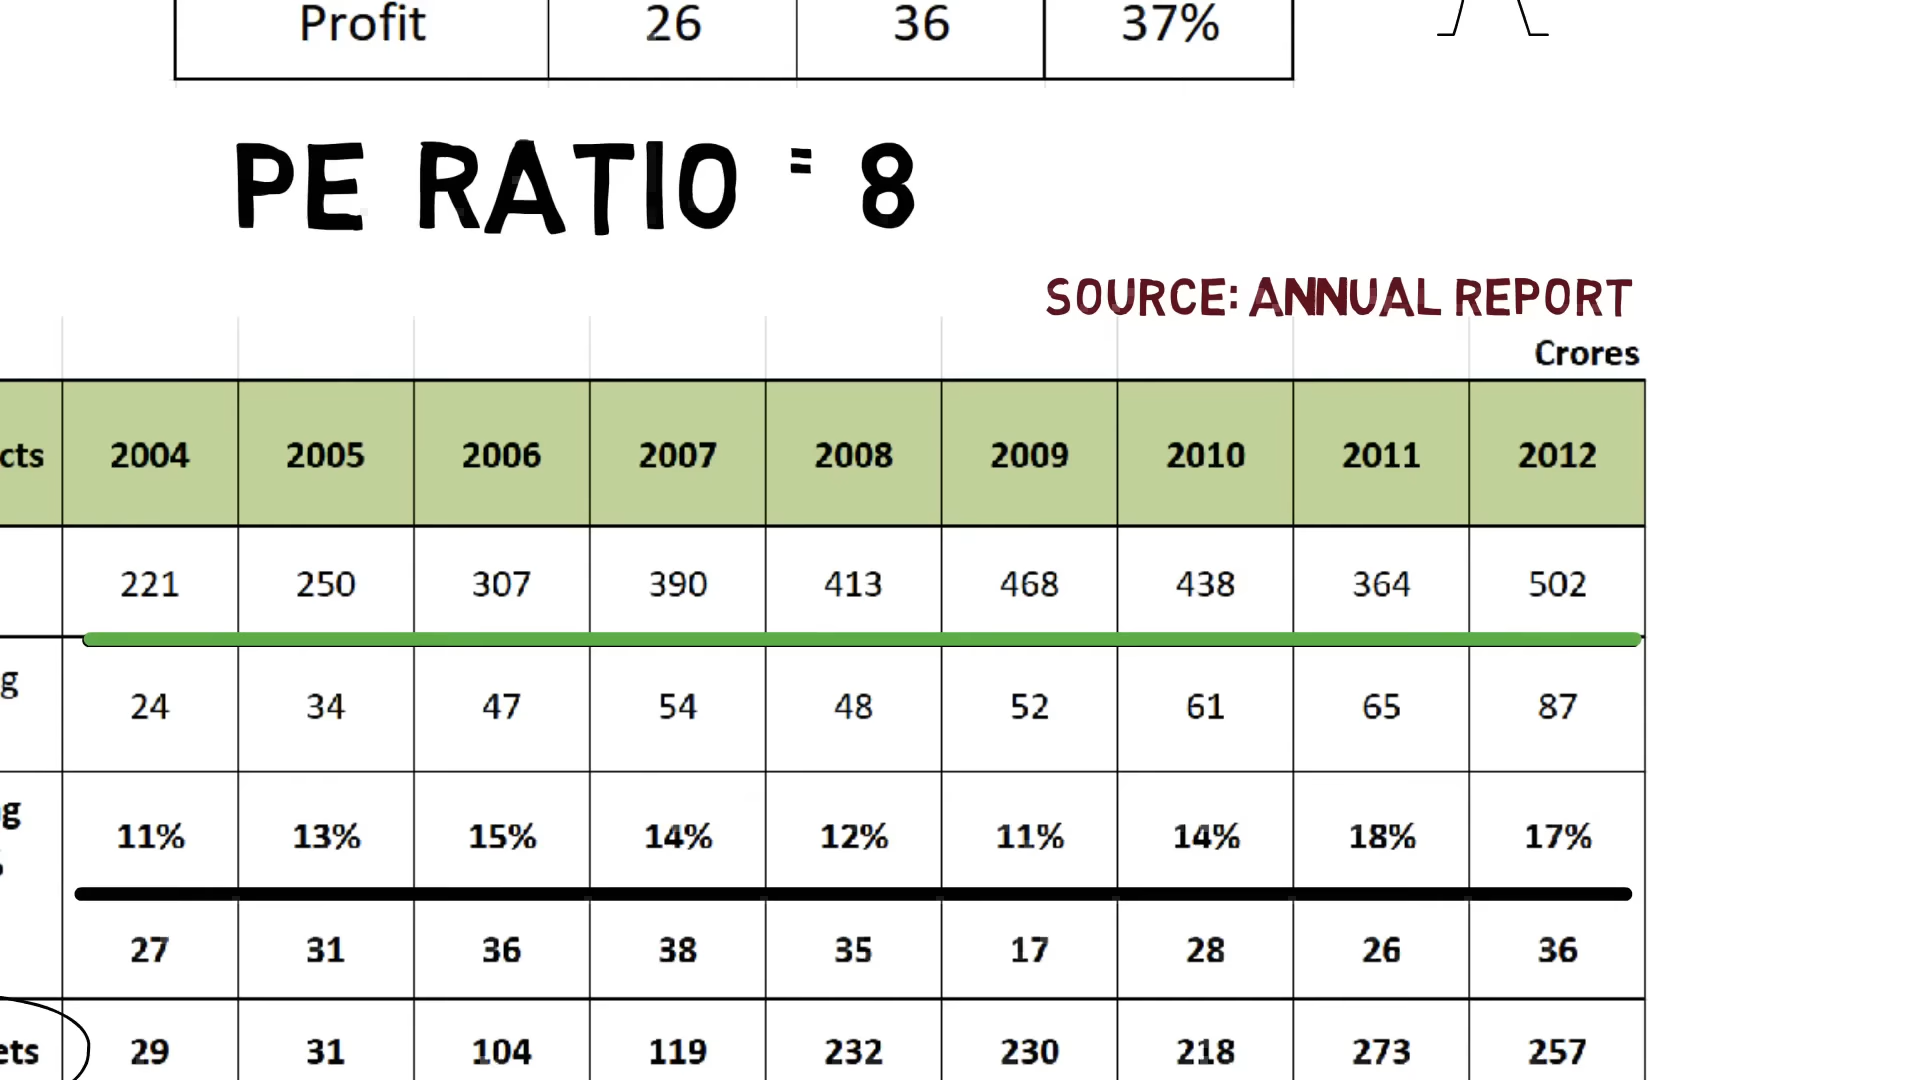 Profit 26 36 37%
PE RATIO = 8
SOURCE: ANNUAL REPORT
Crores
cts 2004 2005 2006 2007 2008 2009 2010 2011 2012
221 250 307 390 413 468 438 364 502
g 24 34 47 54 48 52 61 65 87
g 11% 13% 15% 14% 12% 11% 14% 18% 17%
27 31 36 38 35 17 28 26 36
ets 29 31 104 119 232 230 218 273 257